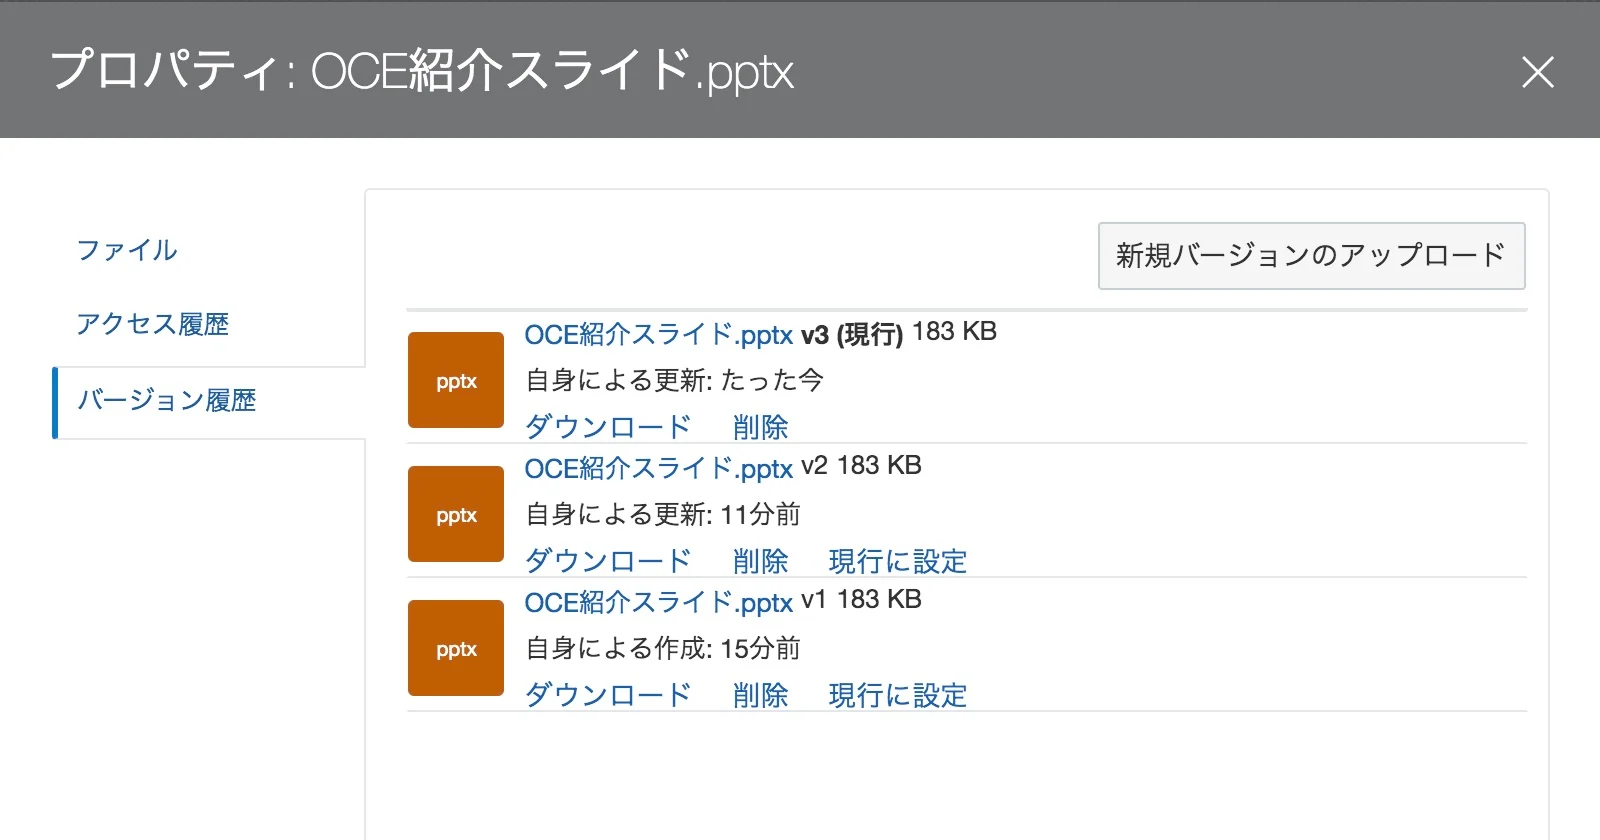 プロパティ: OCE紹介スライド.pptx
ファイル
アクセス履歴
バージョン履歴
新規バージョンのアップロード
pptx
OCE紹介スライド.pptx v3 (現行) 183 KB
自身による更新: たった今
ダウンロード 削除
pptx
OCE紹介スライド.pptx v2 183 KB
自身による更新: 11分前
ダウンロード 削除 現行に設定
pptx
OCE紹介スライド.pptx v1 183 KB
自身による作成: 15分前
ダウンロード 削除 現行に設定